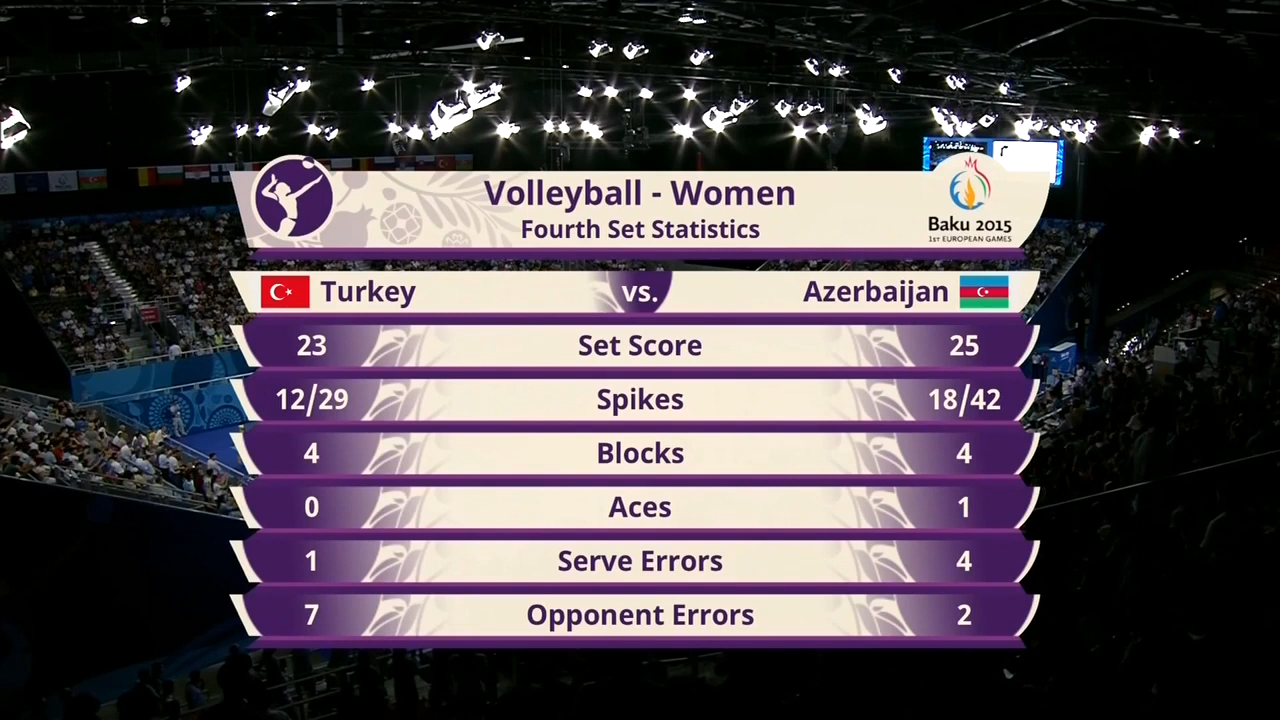 Volleyball - Women
Fourth Set Statistics
Baku 2015
1ST EUROPEAN GAMES
Turkey vs. Azerbaijan
23 Set Score 25
12/29 Spikes 18/42
4 Blocks 4
0 Aces 1
1 Serve Errors 4
7 Opponent Errors 2